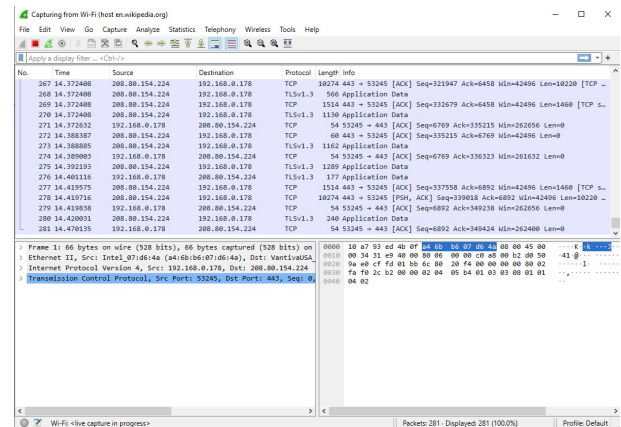 Capturing from Wi-Fi (host en.wikipedia.org)
File Edit View Go Capture Analyze Statistics Telephony Wireless Tools Help
Apply a display filter ... <Ctrl-/>
No. Time Source Destination Protocol Length Info
267 14.372408 208.80.154.224 192.168.0.178 TCP 10274 443 → 53245 [ACK] Seq=321947 Ack=6458 Win=42496 Len=10220 [TCP …
268 14.372408 208.80.154.224 192.168.0.178 TLSv1.3 566 Application Data
269 14.372408 208.80.154.224 192.168.0.178 TCP 1514 443 → 53245 [ACK] Seq=332679 Ack=6458 Win=42496 Len=1460 [TCP s…
270 14.372408 208.80.154.224 192.168.0.178 TLSv1.3 1130 Application Data
271 14.372632 192.168.0.178 208.80.154.224 TCP 54 53245 → 443 [ACK] Seq=6769 Ack=335215 Win=262656 Len=0
272 14.388387 208.80.154.224 192.168.0.178 TCP 60 443 → 53245 [ACK] Seq=335215 Ack=6769 Win=42496 Len=0
273 14.388885 208.80.154.224 192.168.0.178 TLSv1.3 1162 Application Data
274 14.389003 192.168.0.178 208.80.154.224 TCP 54 53245 → 443 [ACK] Seq=6769 Ack=336323 Win=261632 Len=0
275 14.392193 208.80.154.224 192.168.0.178 TLSv1.3 1289 Application Data
276 14.401116 192.168.0.178 208.80.154.224 TLSv1.3 177 Application Data
277 14.419575 208.80.154.224 192.168.0.178 TCP 1514 443 → 53245 [ACK] Seq=337558 Ack=6892 Win=42496 Len=1460 [TCP s…
278 14.419716 208.80.154.224 192.168.0.178 TCP 10274 443 → 53245 [PSH, ACK] Seq=339018 Ack=6892 Win=42496 Len=10220 …
279 14.419838 192.168.0.178 208.80.154.224 TCP 54 53245 → 443 [ACK] Seq=6892 Ack=349238 Win=262656 Len=0
280 14.420031 208.80.154.224 192.168.0.178 TLSv1.3 240 Application Data
281 14.470135 192.168.0.178 208.80.154.224 TCP 54 53245 → 443 [ACK] Seq=6892 Ack=349424 Win=262400 Len=0
> Frame 1: 66 bytes on wire (528 bits), 66 bytes captured (528 bits) on
> Ethernet II, Src: Intel_07:d6:4a (a4:6b:b6:07:d6:4a), Dst: VantivaUSA_
> Internet Protocol Version 4, Src: 192.168.0.178, Dst: 208.80.154.224
> Transmission Control Protocol, Src Port: 53245, Dst Port: 443, Seq: 0,
0000 10 a7 93 ed 4b 0f a4 6b b6 07 d6 4a 08 00 45 00 ····K··k ···J
0010 00 34 31 e9 40 00 80 06 00 00 c0 a8 00 b2 d0 50 ·41·@···
0020 9a e0 cf fd 01 bb 6c 80 20 f4 00 00 00 00 80 02 ······l·
0030 fa f0 2c b2 00 00 02 04 05 b4 01 03 03 08 01 01 ··,·····
0040 04 02 ··
Wi-Fi: <live capture in progress>
Packets: 281 · Displayed: 281 (100.0%)
Profile: Default